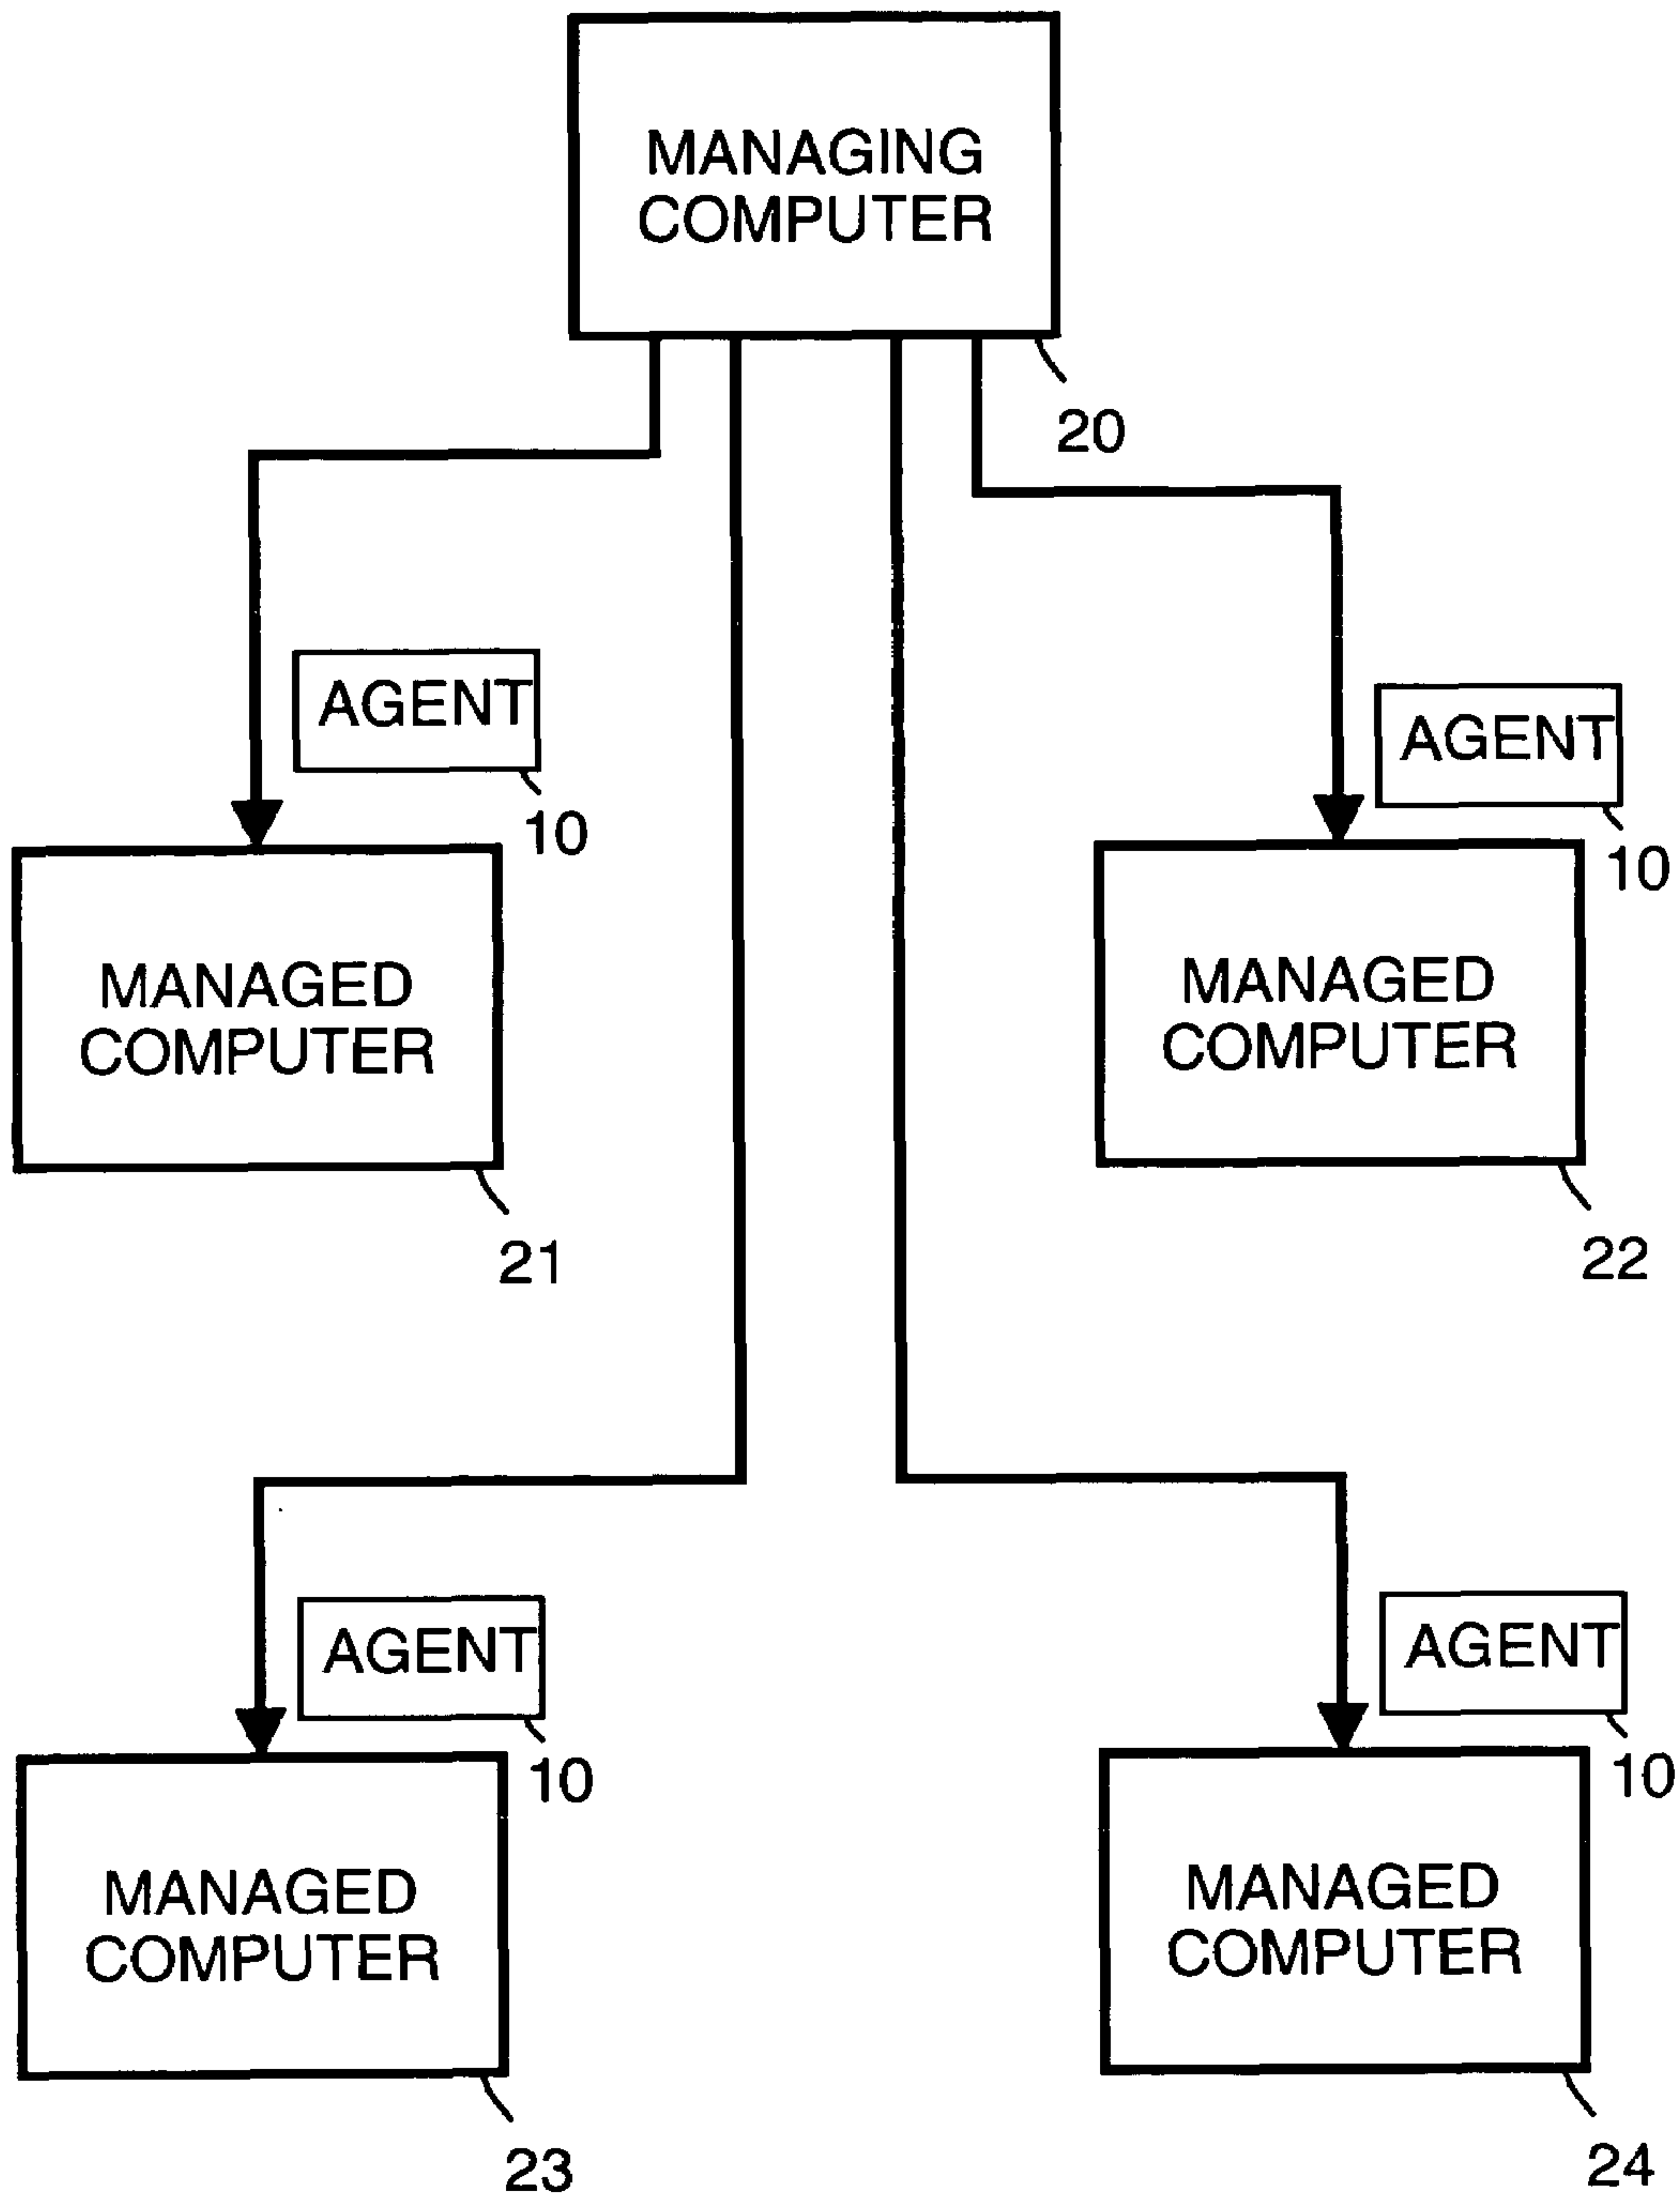 MANAGING
COMPUTER
20
AGENT
10
AGENT
10
MANAGED
COMPUTER
21
MANAGED
COMPUTER
22
AGENT
10
AGENT
10
MANAGED
COMPUTER
23
MANAGED
COMPUTER
24